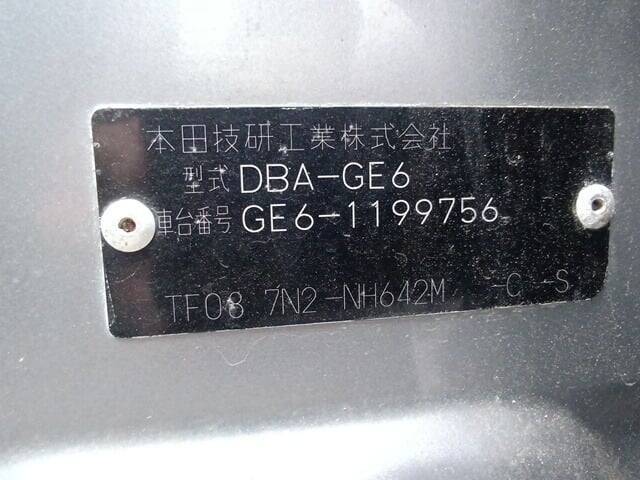 本田技研工業株式会社
型式 DBA-GE6
車台番号 GE6-1199756
TF08 7N2-NH642M -C -S